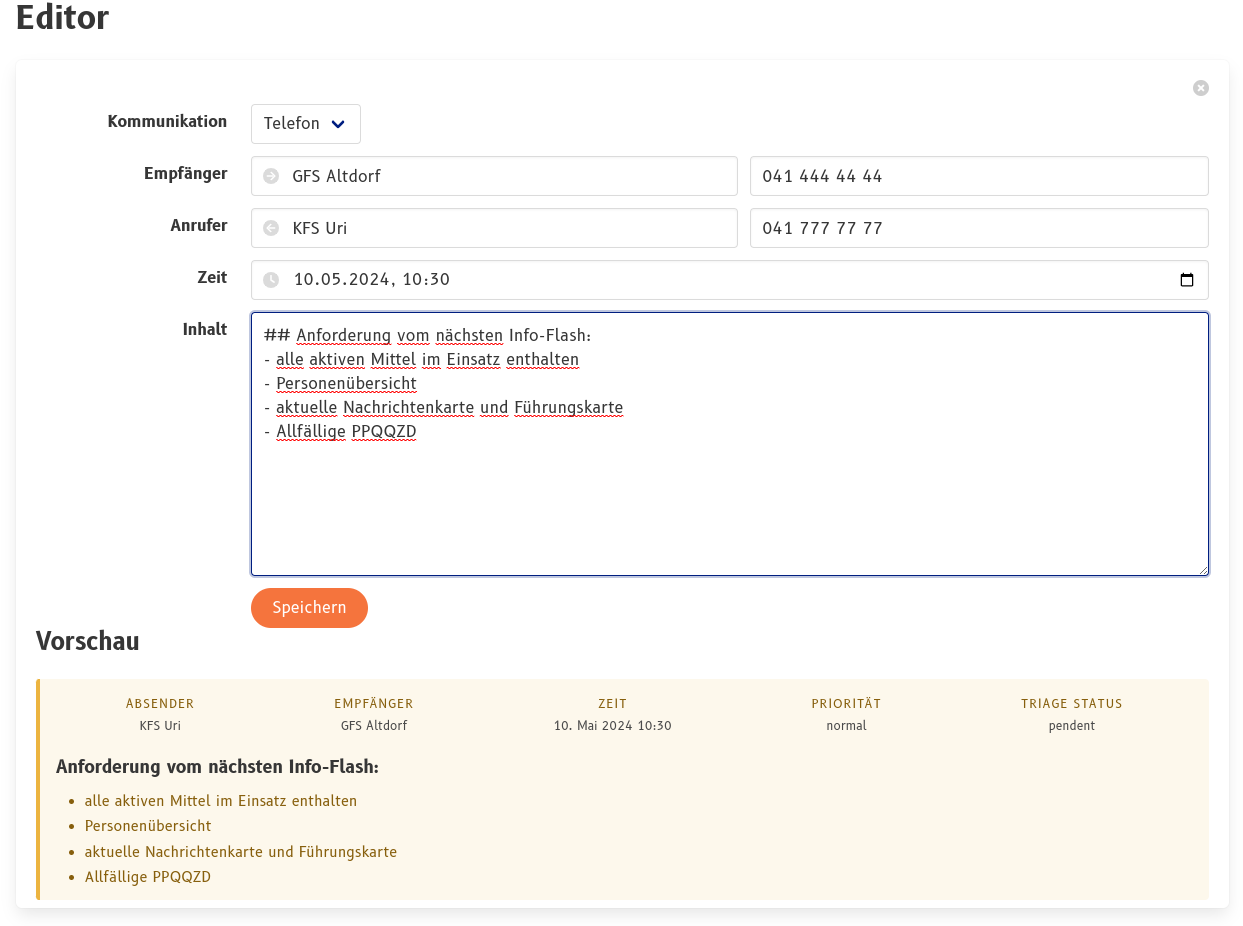 Editor
Kommunikation Telefon
Empfänger GFS Altdorf 041 444 44 44
Anrufer KFS Uri 041 777 77 77
Zeit 10.05.2024, 10:30
Inhalt ## Anforderung vom nächsten Info-Flash:
- alle aktiven Mittel im Einsatz enthalten
- Personenübersicht
- aktuelle Nachrichtenkarte und Führungskarte
- Allfällige PPQQZD
Speichern
Vorschau
ABSENDER EMPFÄNGER ZEIT PRIORITÄT TRIAGE STATUS
KFS Uri GFS Altdorf 10. Mai 2024 10:30 normal pendent
Anforderung vom nächsten Info-Flash:
• alle aktiven Mittel im Einsatz enthalten
• Personenübersicht
• aktuelle Nachrichtenkarte und Führungskarte
• Allfällige PPQQZD